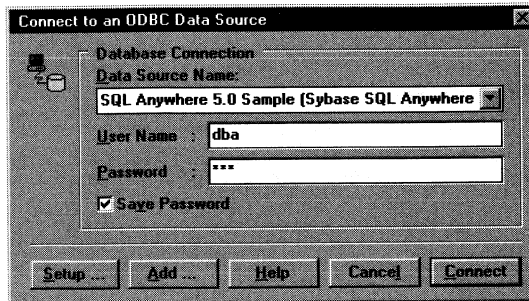 Connect to an ODBC Data Source
Database Connection
Data Source Name:
SQL Anywhere 5.0 Sample (Sybase SQL Anywhere
User Name : dba
Password : ***
Save Password
Setup ... Add ... Help Cancel Connect